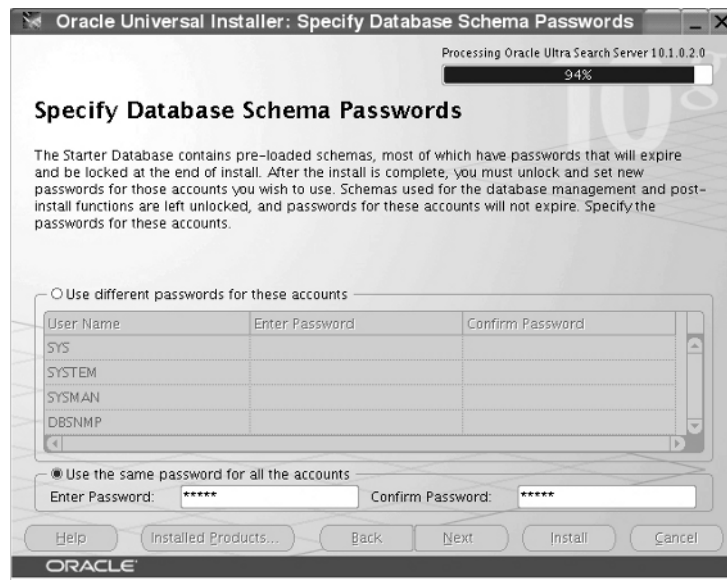 Oracle Universal Installer: Specify Database Schema Passwords
Processing Oracle Ultra Search Server 10.1.0.2.0
94%
10g
Specify Database Schema Passwords
The Starter Database contains pre-loaded schemas, most of which have passwords that will expire
and be locked at the end of install. After the install is complete, you must unlock and set new
passwords for those accounts you wish to use. Schemas used for the database management and post-
install functions are left unlocked, and passwords for these accounts will not expire. Specify the
passwords for these accounts.
Use different passwords for these accounts
User Name Enter Password Confirm Password
SYS
SYSTEM
SYSMAN
DBSNMP
Use the same password for all the accounts
Enter Password: ***** Confirm Password: *****
Help Installed Products... Back Next Install Cancel
ORACLE